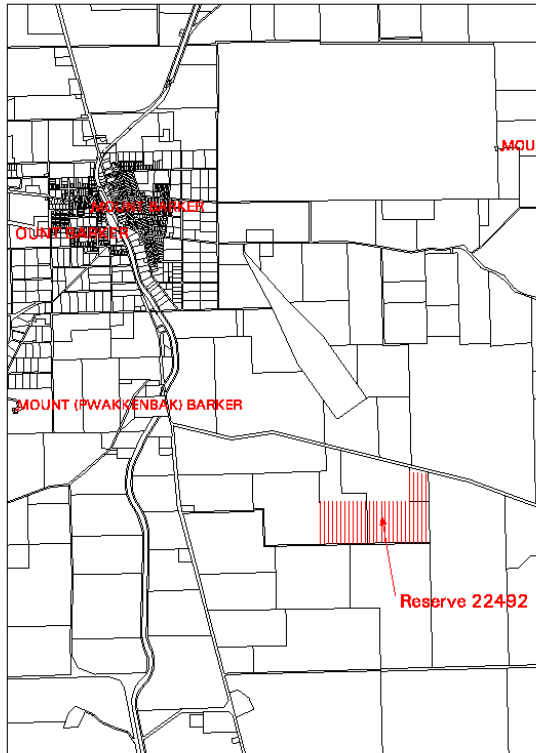 MOU
MOUNT BARKER
OUNT BARKER
MOUNT (PWAKKENBAK) BARKER
Reserve 22492